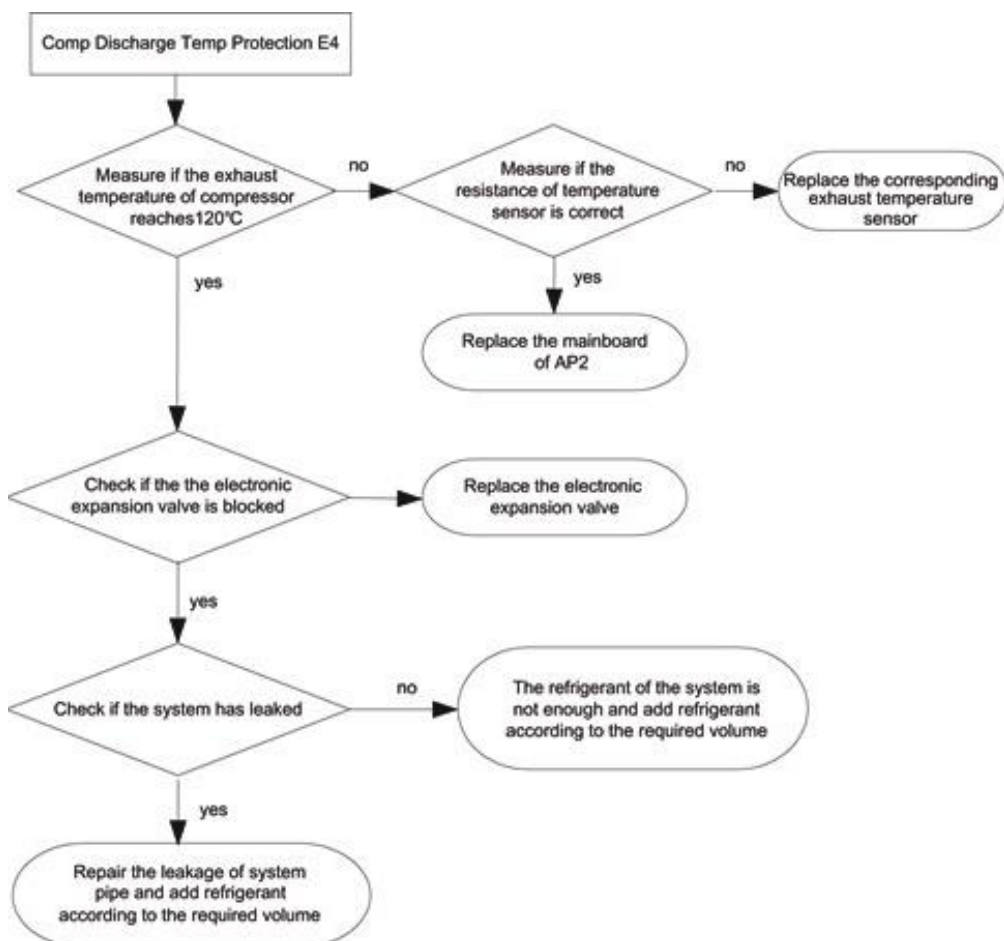 Comp Discharge Temp Protection E4
Measure if the exhaust
temperature of compressor
reaches120℃
no
Measure if the
resistance of temperature
sensor is correct
no
Replace the corresponding
exhaust temperature
sensor
yes
yes
Replace the mainboard
of AP2
Check if the the electronic
expansion valve is blocked
Replace the electronic
expansion valve
yes
Check if the system has leaked
no
The refrigerant of the system is
not enough and add refrigerant
according to the required volume
yes
Repair the leakage of system
pipe and add refrigerant
according to the required volume